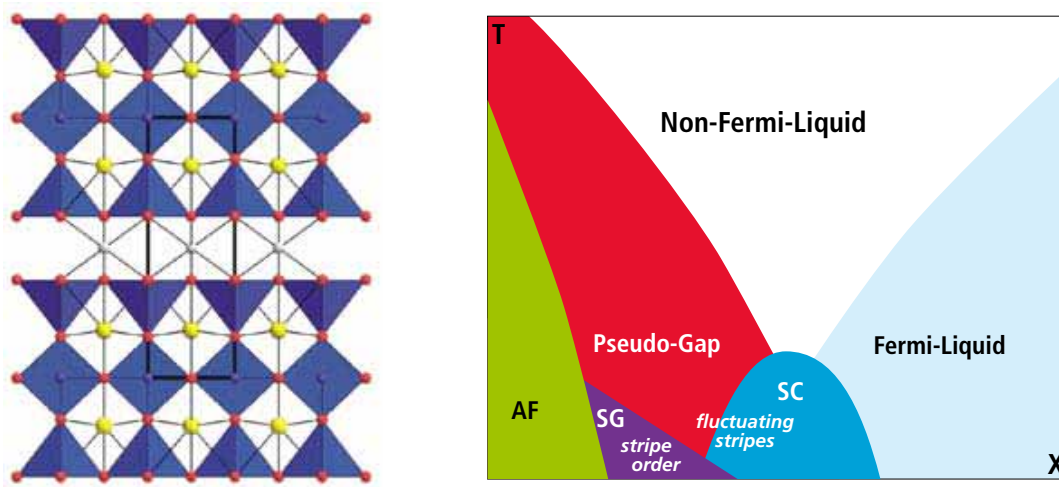 T
Non-Fermi-Liquid
Pseudo-Gap
Fermi-Liquid
SC
AF
SG
fluctuating
stripes
stripe
order
X